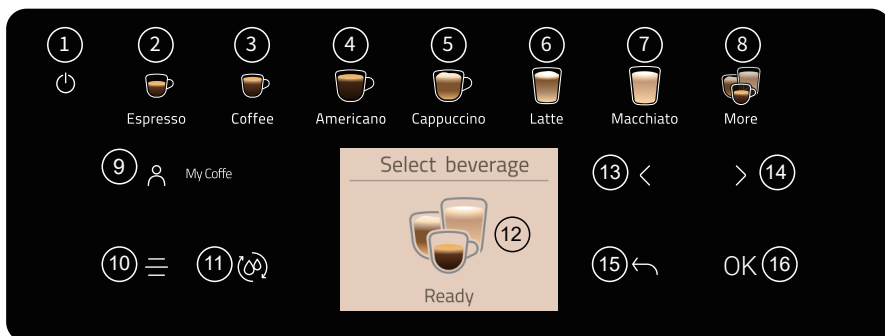 1 2 3 4 5 6 7 8
Espresso Coffee Americano Cappuccino Latte Macchiato More
9 My Coffe
Select beverage
13 14
12
10 11
15 OK 16
Ready